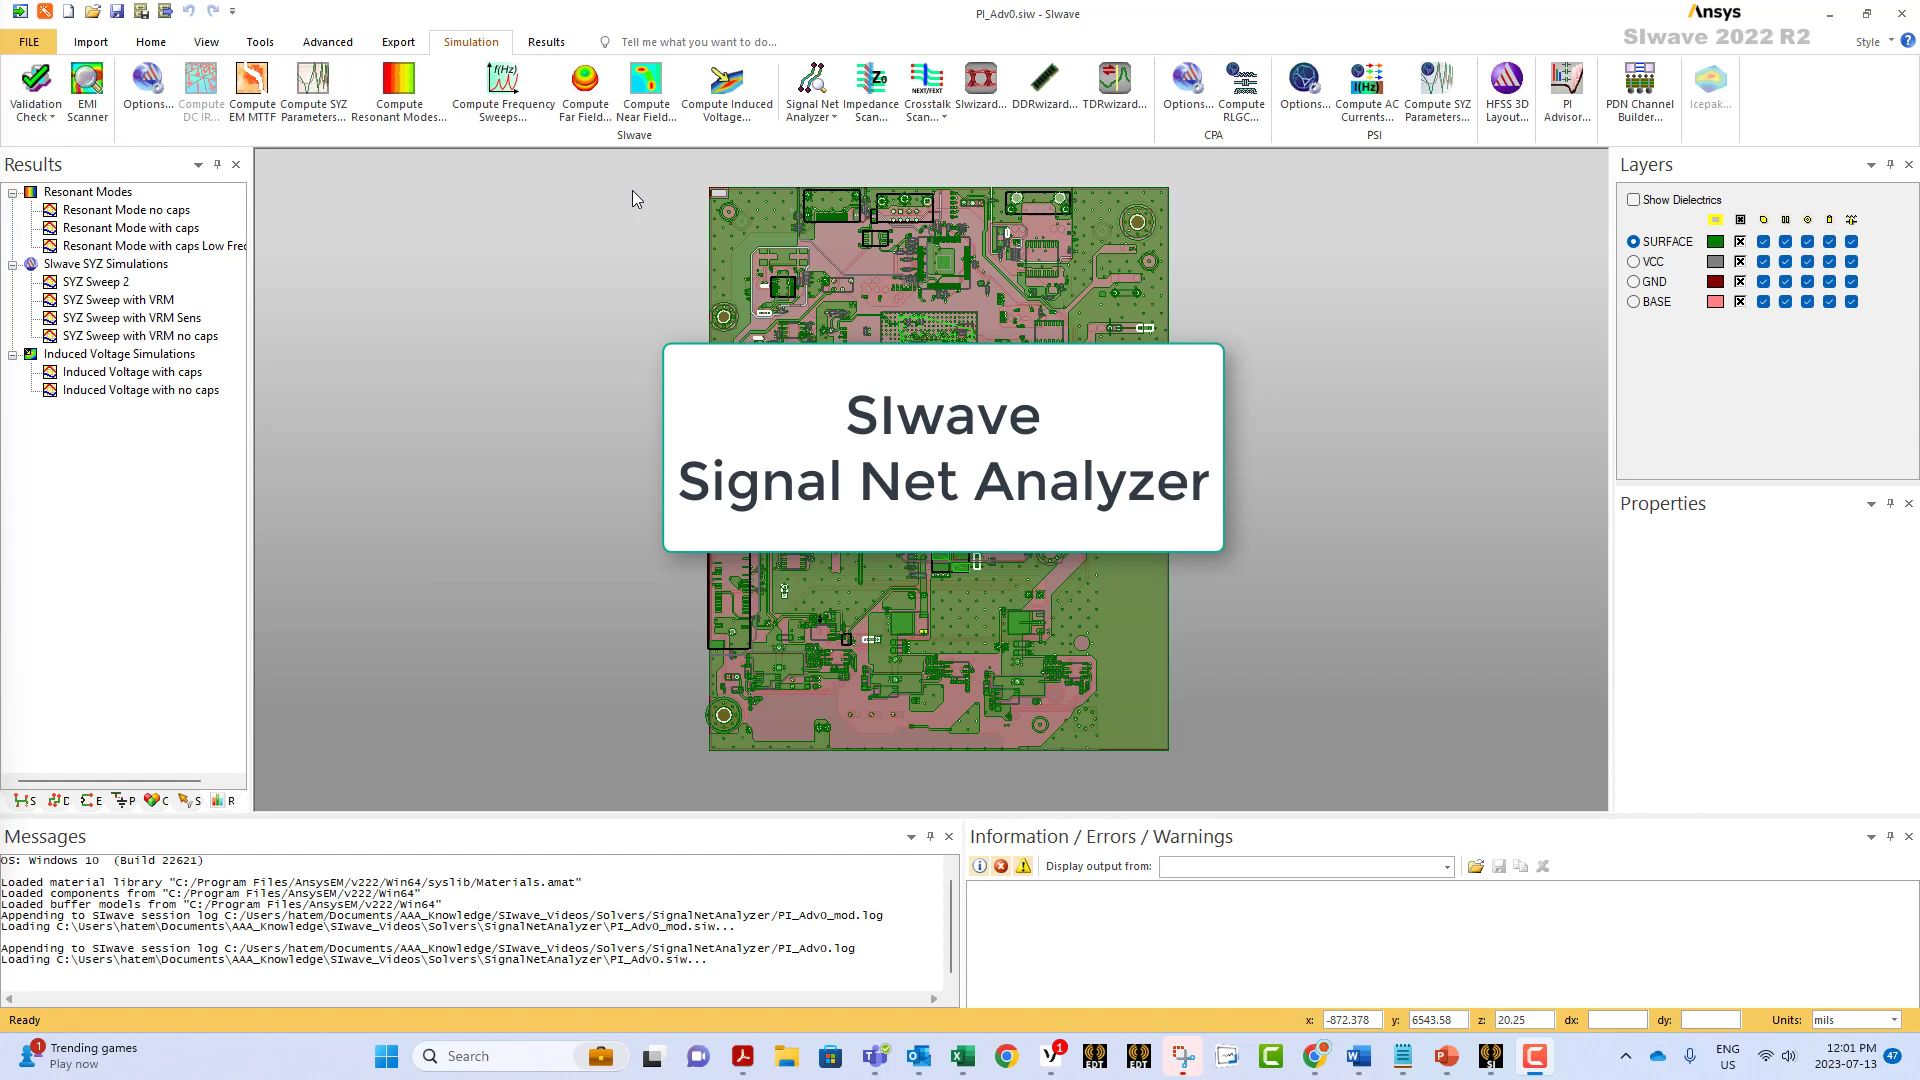 PI_Adv0.siw - SIwave
Ansys
SIwave 2022 R2
FILE Import Home View Tools Advanced Export Simulation Results Tell me what you want to do... Style
Validation Check
EMI Scanner
Options...
Compute DC IR...
Compute EM MTTF
Compute SYZ Parameters...
Compute Resonant Modes...
Compute Frequency Sweeps...
Compute Far Field...
Compute Near Field...
Compute Induced Voltage...
Signal Net Analyzer
Impedance Scan...
Crosstalk Scan...
SIwizard...
DDRwizard...
TDRwizard...
SIwave
Options...
Compute RLGC...
CPA
Options...
Compute AC Currents...
Compute SYZ Parameters...
PSI
HFSS 3D Layout...
PI Advisor...
PDN Channel Builder...
Icepak...
Results
Resonant Modes
Resonant Mode no caps
Resonant Mode with caps
Resonant Mode with caps Low Frec
SIwave SYZ Simulations
SYZ Sweep 2
SYZ Sweep with VRM
SYZ Sweep with VRM Sens
SYZ Sweep with VRM no caps
Induced Voltage Simulations
Induced Voltage with caps
Induced Voltage with no caps
S D E P C S R
SIwave
Signal Net Analyzer
Layers
Show Dielectrics
SURFACE
VCC
GND
BASE
Properties
Messages
OS: Windows 10 (Build 22621)
Loaded material library "C:/Program Files/AnsysEM/v222/Win64/syslib/Materials.amat"
Loaded components from "C:/Program Files/AnsysEM/v222/Win64"
Loaded buffer models from "C:/Program Files/AnsysEM/v222/Win64"
Appending to SIwave session log C:/Users/hatem/Documents/AAA_Knowledge/SIwave_Videos/Solvers/SignalNetAnalyzer/PI_Adv0_mod.log
Loading C:\Users\hatem\Documents\AAA_Knowledge\SIwave_Videos\Solvers\SignalNetAnalyzer\PI_Adv0_mod.siw...
Appending to SIwave session log C:/Users/hatem/Documents/AAA_Knowledge/SIwave_Videos/Solvers/SignalNetAnalyzer/PI_Adv0.log
Loading C:\Users\hatem\Documents\AAA_Knowledge\SIwave_Videos\Solvers\SignalNetAnalyzer\PI_Adv0.siw...
Information / Errors / Warnings
Display output from:
Ready x: -872.378 y: 6543.58 z: 20.25 dx: dy: Units: mils
1 Trending games
Play now
Search
1
ENG
US
12:01 PM
2023-07-13
47